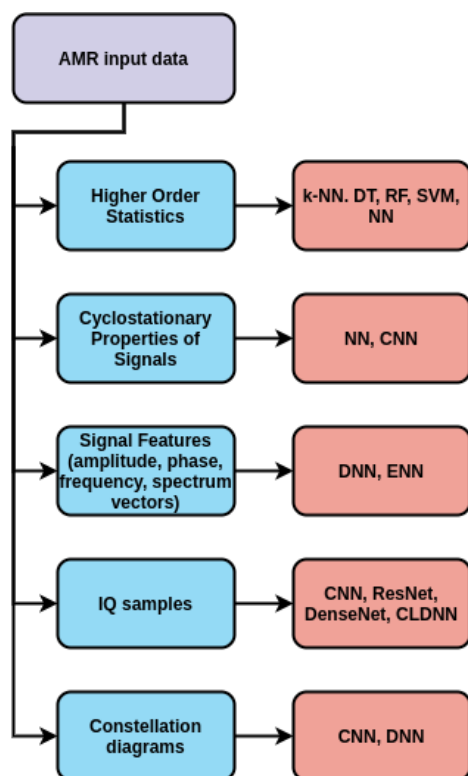 AMR input data
Higher Order
Statistics
k-NN. DT, RF, SVM,
NN
Cyclostationary
Properties of
Signals
NN, CNN
Signal Features
(amplitude, phase,
frequency, spectrum
vectors)
DNN, ENN
IQ samples
CNN, ResNet,
DenseNet, CLDNN
Constellation
diagrams
CNN, DNN